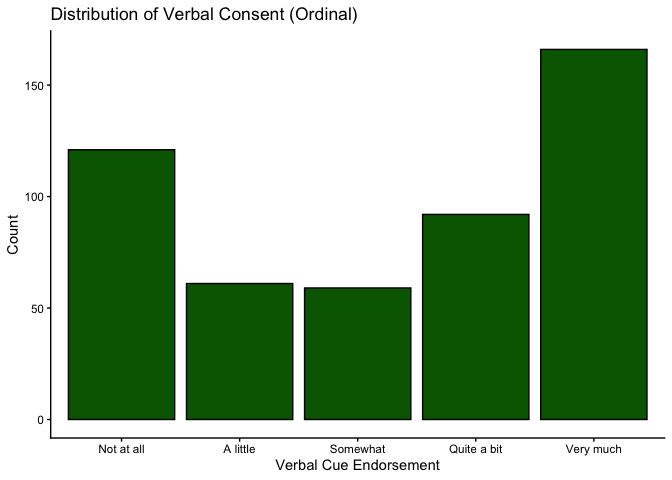 Distribution of Verbal Consent (Ordinal)
150
100
50
0
Count
Not at all
A little
Somewhat
Quite a bit
Very much
Verbal Cue Endorsement